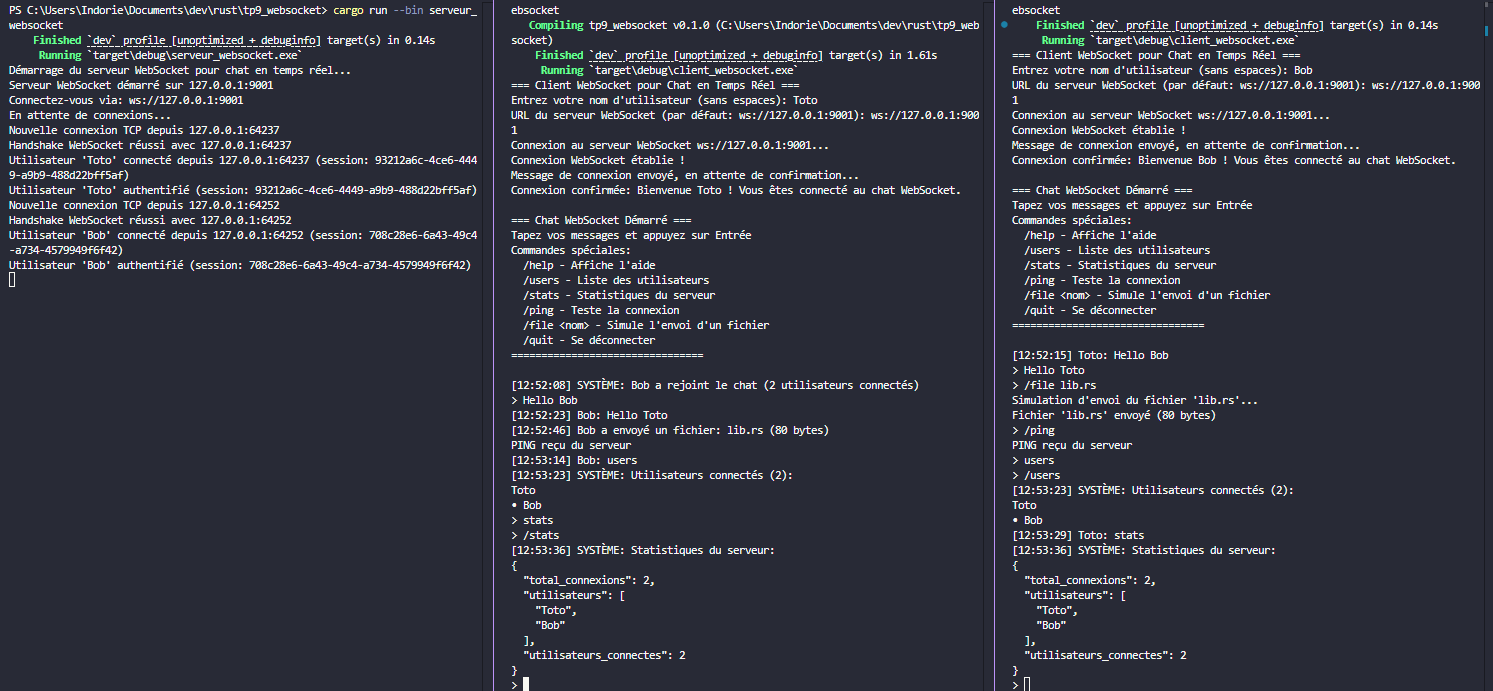 PS C:\Users\Indorie\Documents\dev\rust\tp9_websocket> cargo run --bin serveur_
websocket
    Finished `dev` profile [unoptimized + debuginfo] target(s) in 0.14s
     Running `target\debug\serveur_websocket.exe`
Démarrage du serveur WebSocket pour chat en temps réel...
Serveur WebSocket démarré sur 127.0.0.1:9001
Connectez-vous via: ws://127.0.0.1:9001
En attente de connexions...
Nouvelle connexion TCP depuis 127.0.0.1:64237
Handshake WebSocket réussi avec 127.0.0.1:64237
Utilisateur 'Toto' connecté depuis 127.0.0.1:64237 (session: 93212a6c-4ce6-444
9-a9b9-488d22bff5af)
Utilisateur 'Toto' authentifié (session: 93212a6c-4ce6-4449-a9b9-488d22bff5af)
Nouvelle connexion TCP depuis 127.0.0.1:64252
Handshake WebSocket réussi avec 127.0.0.1:64252
Utilisateur 'Bob' connecté depuis 127.0.0.1:64252 (session: 708c28e6-6a43-49c4
-a734-4579949f6f42)
Utilisateur 'Bob' authentifié (session: 708c28e6-6a43-49c4-a734-4579949f6f42)
ebsocket
   Compiling tp9_websocket v0.1.0 (C:\Users\Indorie\Documents\dev\rust\tp9_web
socket)
    Finished `dev` profile [unoptimized + debuginfo] target(s) in 1.61s
     Running `target\debug\client_websocket.exe`
=== Client WebSocket pour Chat en Temps Réel ===
Entrez votre nom d'utilisateur (sans espaces): Toto
URL du serveur WebSocket (par défaut: ws://127.0.0.1:9001): ws://127.0.0.1:900
1
Connexion au serveur WebSocket ws://127.0.0.1:9001...
Connexion WebSocket établie !
Message de connexion envoyé, en attente de confirmation...
Connexion confirmée: Bienvenue Toto ! Vous êtes connecté au chat WebSocket.
=== Chat WebSocket Démarré ===
Tapez vos messages et appuyez sur Entrée
Commandes spéciales:
  /help - Affiche l'aide
  /users - Liste des utilisateurs
  /stats - Statistiques du serveur
  /ping - Teste la connexion
  /file <nom> - Simule l'envoi d'un fichier
  /quit - Se déconnecter
================================
[12:52:08] SYSTÈME: Bob a rejoint le chat (2 utilisateurs connectés)
> Hello Bob
[12:52:23] Bob: Hello Toto
[12:52:46] Bob a envoyé un fichier: lib.rs (80 bytes)
PING reçu du serveur
[12:53:14] Bob: users
[12:53:23] SYSTÈME: Utilisateurs connectés (2):
Toto
• Bob
> stats
> /stats
[12:53:36] SYSTÈME: Statistiques du serveur:
{
  "total_connexions": 2,
  "utilisateurs": [
    "Toto",
    "Bob"
  ],
  "utilisateurs_connectes": 2
}
>
ebsocket
    Finished `dev` profile [unoptimized + debuginfo] target(s) in 0.14s
     Running `target\debug\client_websocket.exe`
=== Client WebSocket pour Chat en Temps Réel ===
Entrez votre nom d'utilisateur (sans espaces): Bob
URL du serveur WebSocket (par défaut: ws://127.0.0.1:9001): ws://127.0.0.1:900
1
Connexion au serveur WebSocket ws://127.0.0.1:9001...
Connexion WebSocket établie !
Message de connexion envoyé, en attente de confirmation...
Connexion confirmée: Bienvenue Bob ! Vous êtes connecté au chat WebSocket.
=== Chat WebSocket Démarré ===
Tapez vos messages et appuyez sur Entrée
Commandes spéciales:
  /help - Affiche l'aide
  /users - Liste des utilisateurs
  /stats - Statistiques du serveur
  /ping - Teste la connexion
  /file <nom> - Simule l'envoi d'un fichier
  /quit - Se déconnecter
================================
[12:52:15] Toto: Hello Bob
> Hello Toto
> /file lib.rs
Simulation d'envoi du fichier 'lib.rs'...
Fichier 'lib.rs' envoyé (80 bytes)
> /ping
PING reçu du serveur
> users
> /users
[12:53:23] SYSTÈME: Utilisateurs connectés (2):
Toto
• Bob
[12:53:29] Toto: stats
[12:53:36] SYSTÈME: Statistiques du serveur:
{
  "total_connexions": 2,
  "utilisateurs": [
    "Toto",
    "Bob"
  ],
  "utilisateurs_connectes": 2
}
>